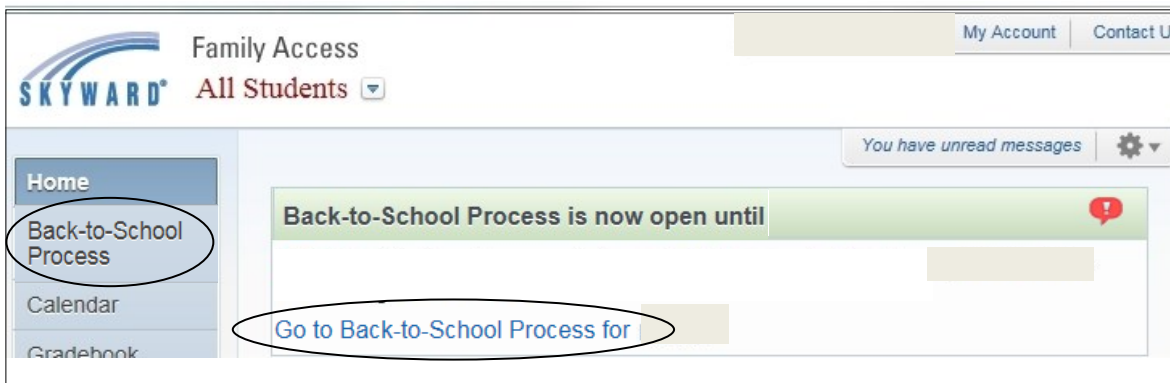 My Account Contact U
Family Access
SKYWARD® All Students
You have unread messages
Home
Back-to-School Process is now open until
Back-to-School
Process
Calendar
Go to Back-to-School Process for
Gradebook